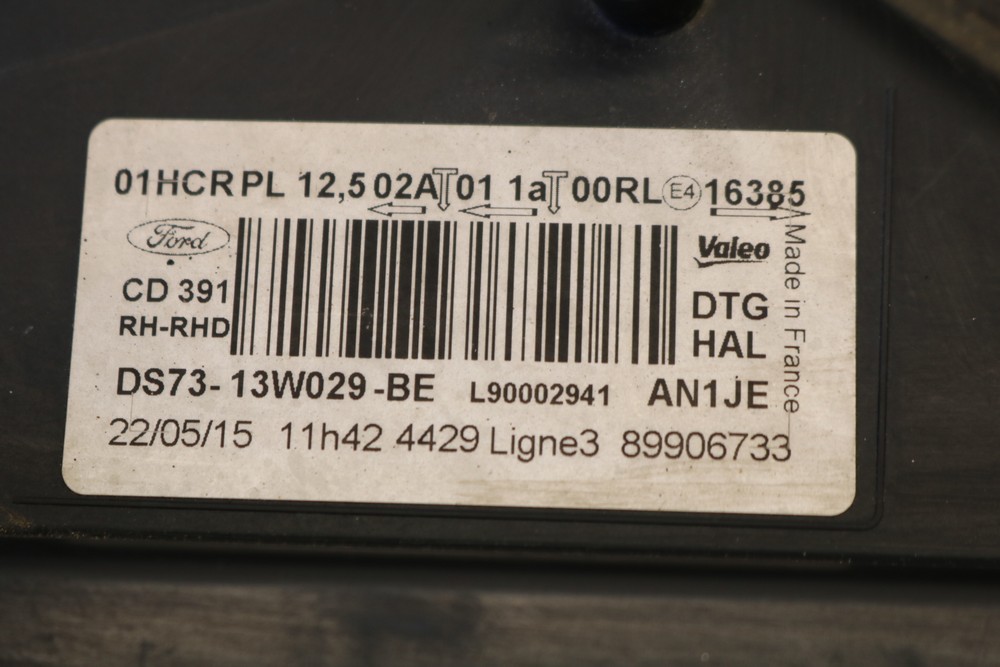 01HCR PL 12,5 02A 01 1a 00RL E4 16385
Ford
Valeo
CD 391
RH-RHD
DTG
HAL
Made in France
DS73- 13W029 -BE L90002941 AN1JE
22/05/15 11h42 4429 Ligne3 89906733